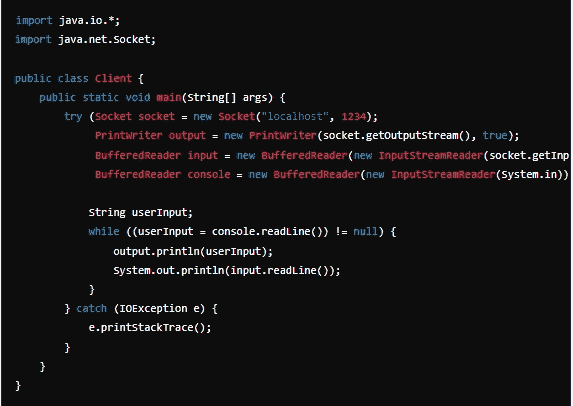 import java.io.*;
import java.net.Socket;
public class Client {
public static void main(String[] args) {
try (Socket socket = new Socket("localhost", 1234);
PrintWriter output = new PrintWriter(socket.getOutputStream(), true);
BufferedReader input = new BufferedReader(new InputStreamReader(socket.getInp
BufferedReader console = new BufferedReader(new InputStreamReader(System.in))
String userInput;
while ((userInput = console.readLine()) != null) {
output.println(userInput);
System.out.println(input.readLine());
}
} catch (IOException e) {
e.printStackTrace();
}
}
}